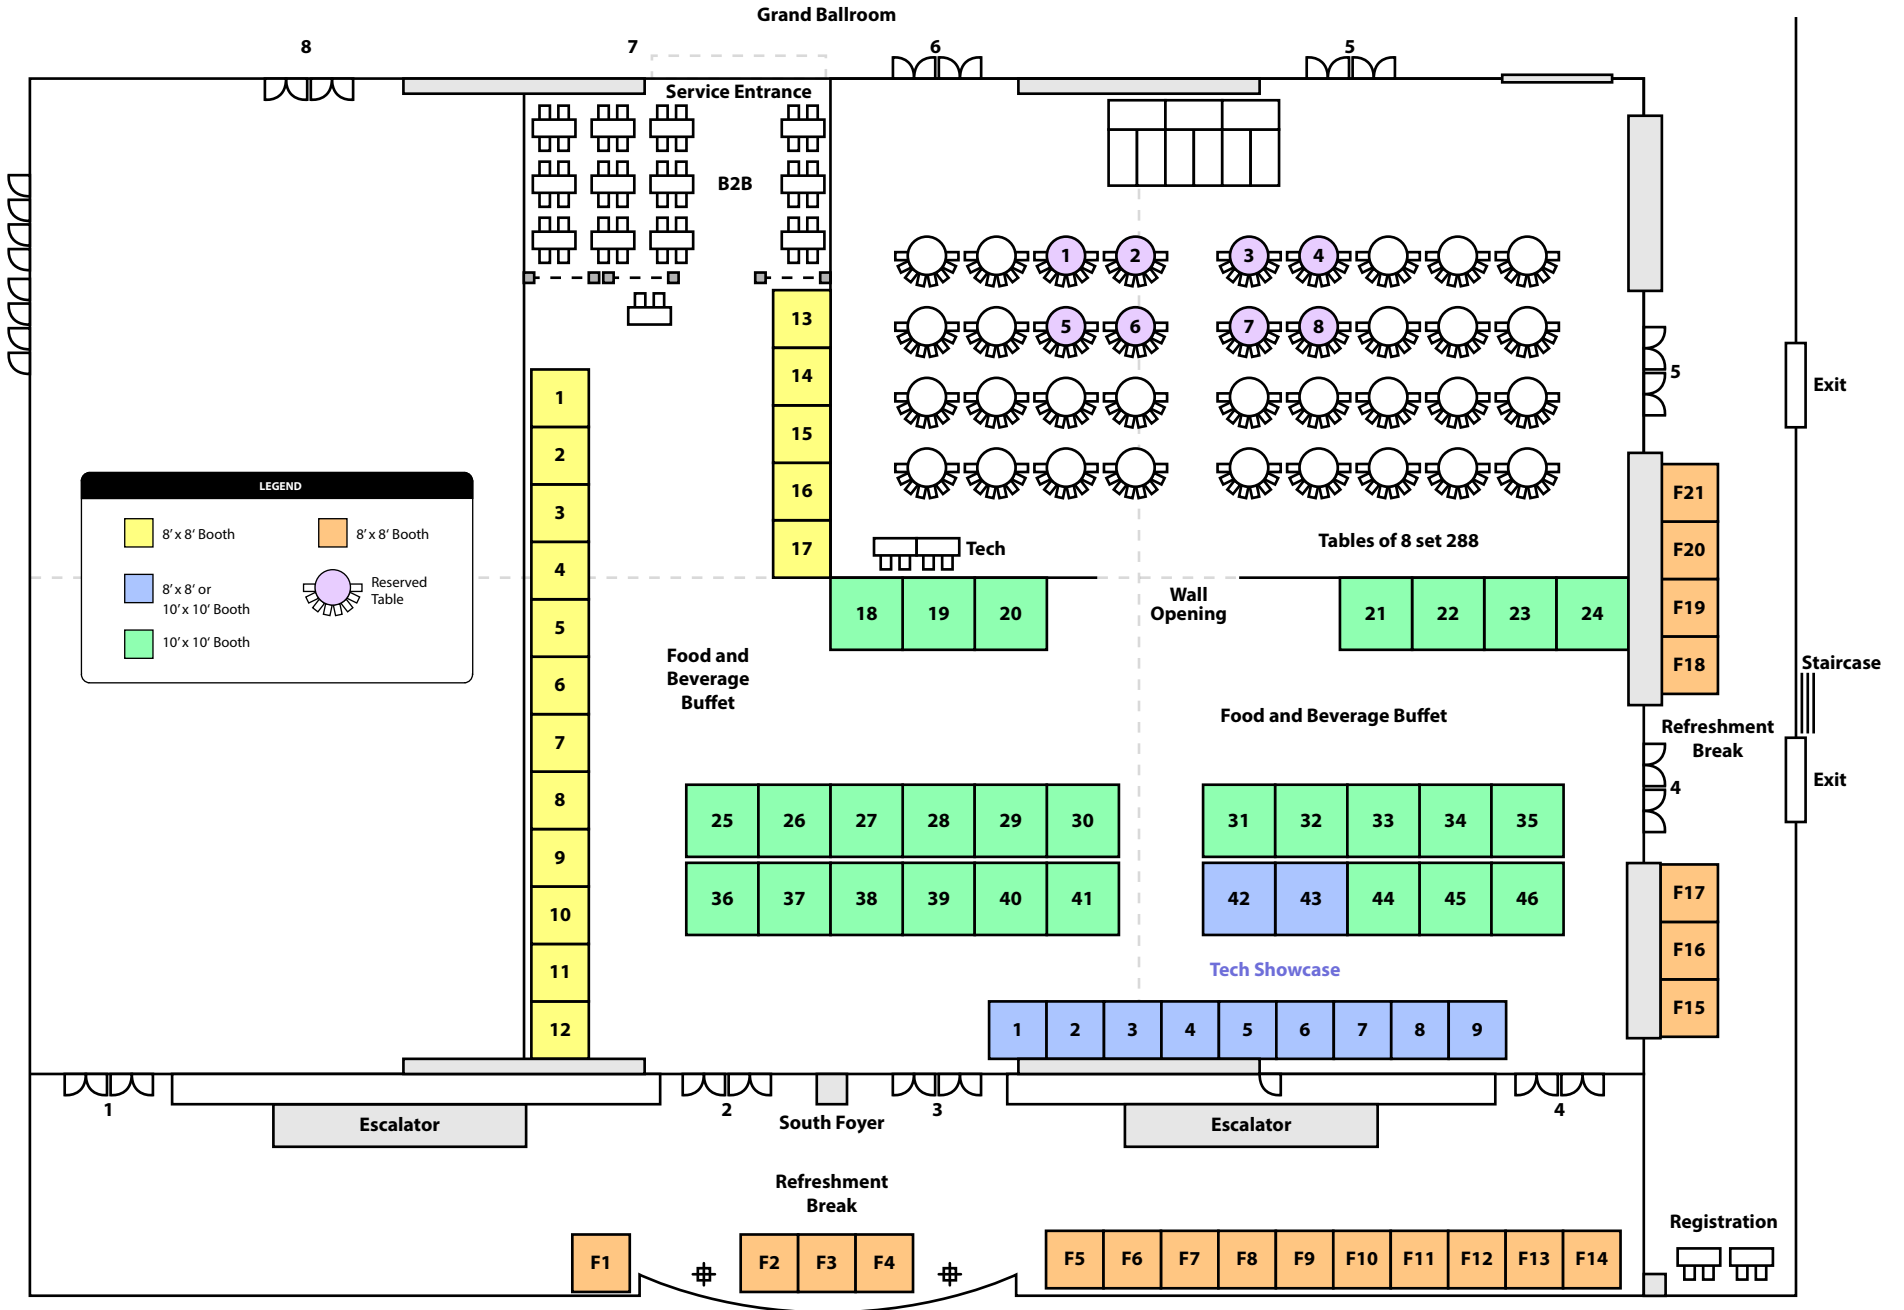 Grand Ballroom
8
7
6
5
Service Entrance
B2B
1
2
3
4
5
6
7
8
13
14
15
16
17
1
2
3
4
5
6
7
8
9
10
11
12
LEGEND
8’ x 8‘ Booth
8’ x 8‘ Booth
8’ x 8‘ or
10’ x 10‘ Booth
Reserved
Table
10’ x 10‘ Booth
Tech
Tables of 8 set 288
5
Exit
F21
F20
F19
F18
18
19
20
Wall
Opening
21
22
23
24
Food and
Beverage
Buffet
Food and Beverage Buffet
Staircase
Refreshment
Break
4
Exit
25
26
27
28
29
30
31
32
33
34
35
36
37
38
39
40
41
42
43
44
45
46
F17
F16
F15
Tech Showcase
1
2
3
4
5
6
7
8
9
1
2
3
4
Escalator
South Foyer
Escalator
Refreshment
Break
Registration
F1
F2
F3
F4
F5
F6
F7
F8
F9
F10
F11
F12
F13
F14